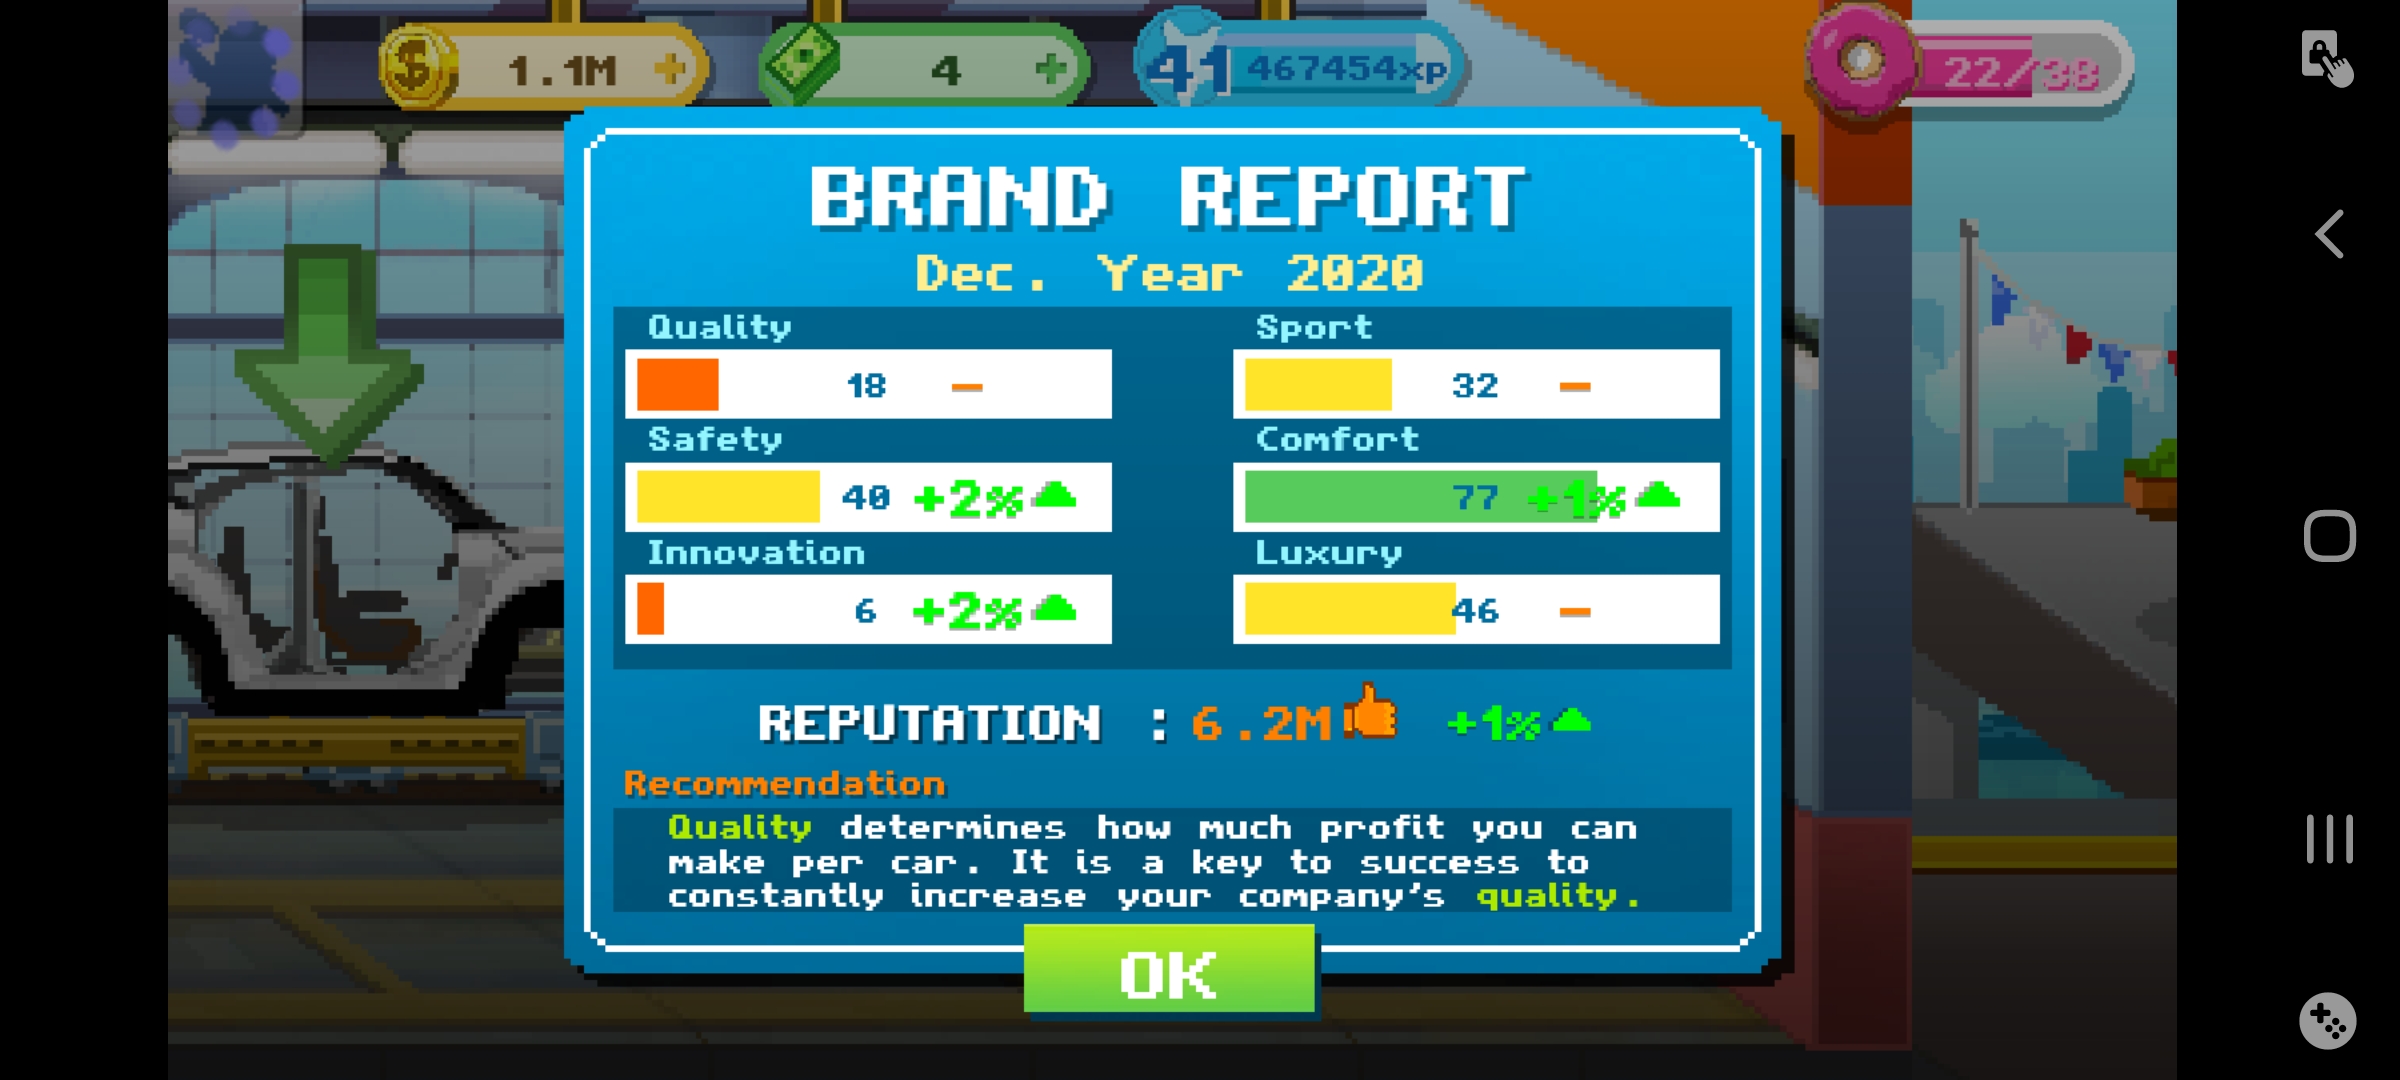 1.1M +
4 +
41 467454xp
22/38
BRAND REPORT
Dec. Year 2020
Quality
18 -
Sport
32 -
Safety
40 +2%
Comfort
77 +1%
Innovation
6 +2%
Luxury
46 -
REPUTATION : 6.2M +1%
Recommendation
Quality determines how much profit you can
make per car. It is a key to success to
constantly increase your company's quality.
OK